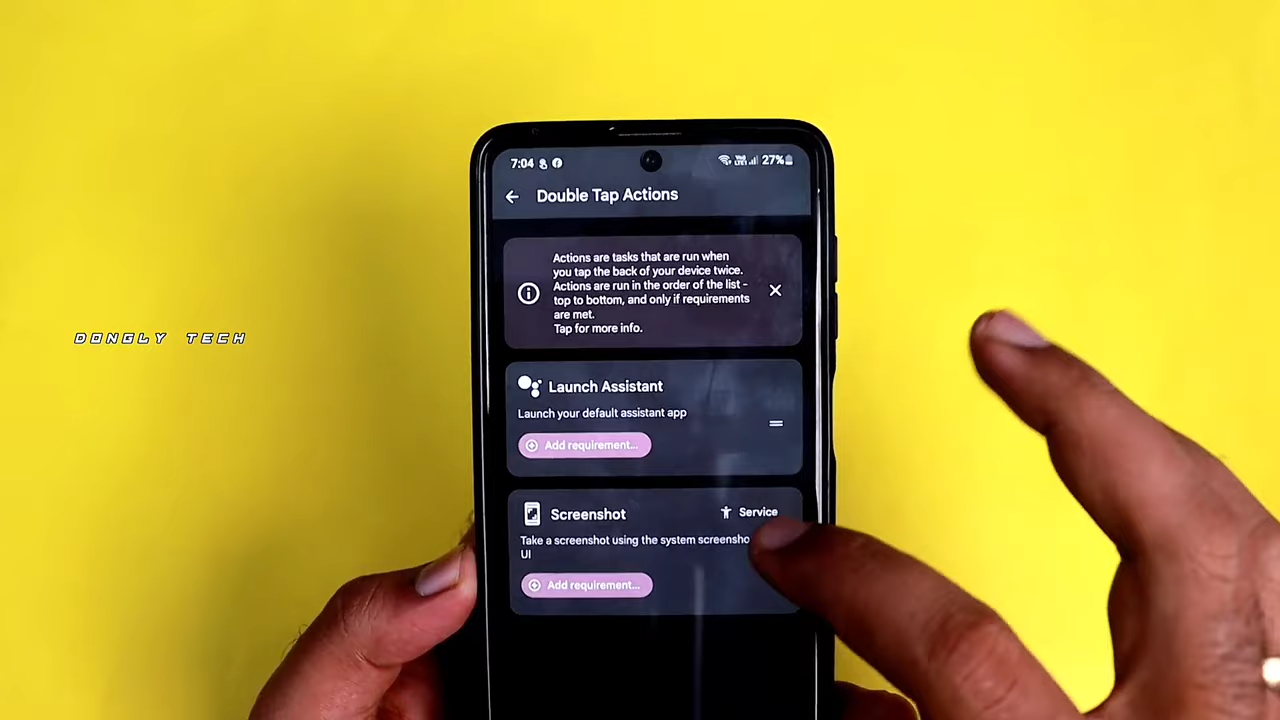 7:04 27%
Double Tap Actions
Actions are tasks that are run when
you tap the back of your device twice.
Actions are run in the order of the list -
top to bottom, and only if requirements
are met.
Tap for more info.
DONGLY TECH
Launch Assistant
Launch your default assistant app
Add requirement...
Screenshot Service
Take a screenshot using the system
UI
Add requirement...